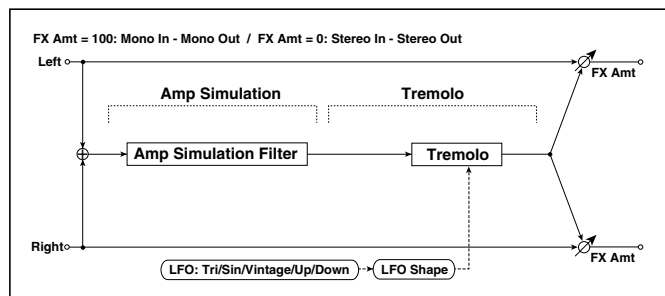 FX Amt = 100: Mono In - Mono Out / FX Amt = 0: Stereo In - Stereo Out
Left
FX Amt
Amp Simulation
Tremolo
Amp Simulation Filter
Tremolo
Right
FX Amt
LFO: Tri/Sin/Vintage/Up/Down
LFO Shape